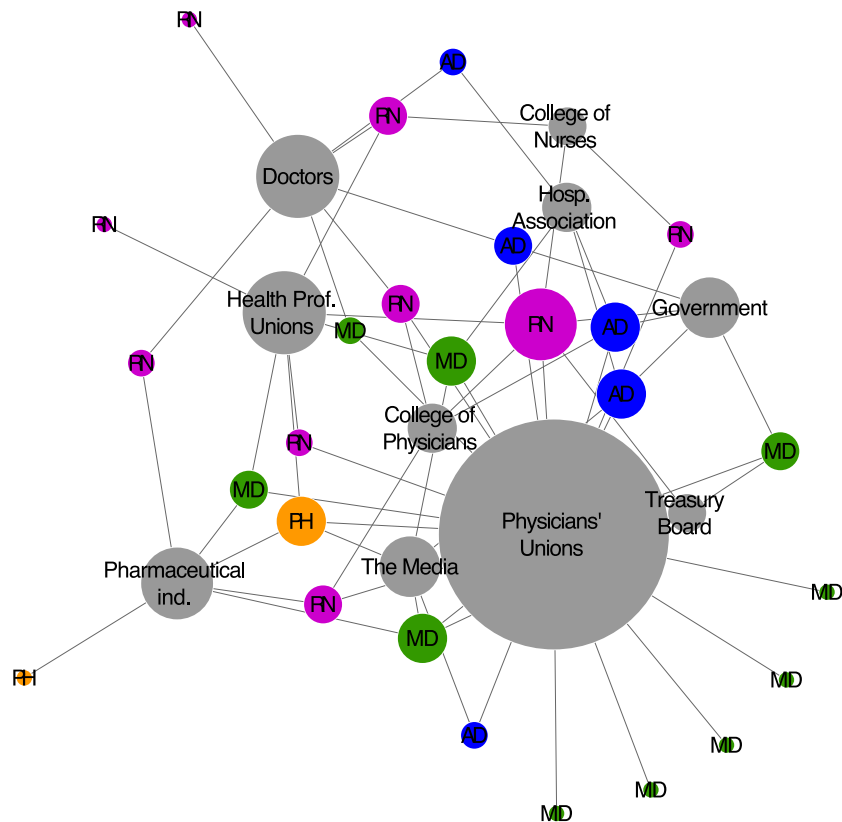 RN
AD
RN
College of
Nurses
Doctors
Hosp.
Association
RN
RN
AD
Health Prof.
Unions
RN
Government
MD
RN
AD
MD
RN
AD
College of
Physicians
RN
MD
MD
PH
Physicians'
Unions
Treasury
Board
Pharmaceutical
ind.
The Media
RN
MD
MD
PH
MD
AD
MD
MD
MD